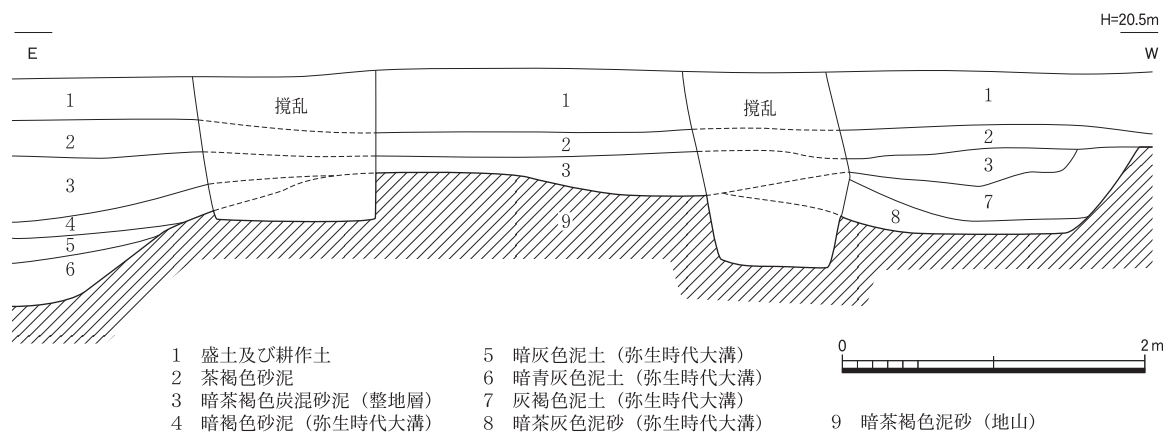 H=20.5m
E
W
1
撹乱
1
撹乱
1
2
2
2
3
3
3
4
5
6
7
8
9
1 盛土及び耕作土
2 茶褐色砂泥
3 暗茶褐色炭混砂泥（整地層）
4 暗褐色砂泥（弥生時代大溝）
5 暗灰色泥土（弥生時代大溝）
6 暗青灰色泥土（弥生時代大溝）
7 灰褐色泥土（弥生時代大溝）
8 暗茶灰色泥砂（弥生時代大溝）
9 暗茶褐色泥砂（地山）
0
2m